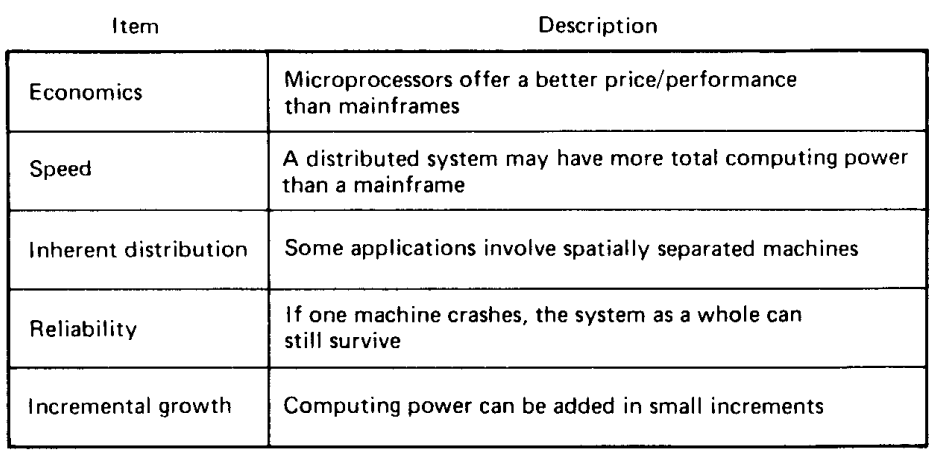 Item Description
Economics Microprocessors offer a better price/performance
than mainframes
Speed A distributed system may have more total computing power
than a mainframe
Inherent distribution Some applications involve spatially separated machines
Reliability If one machine crashes, the system as a whole can
still survive
Incremental growth Computing power can be added in small increments